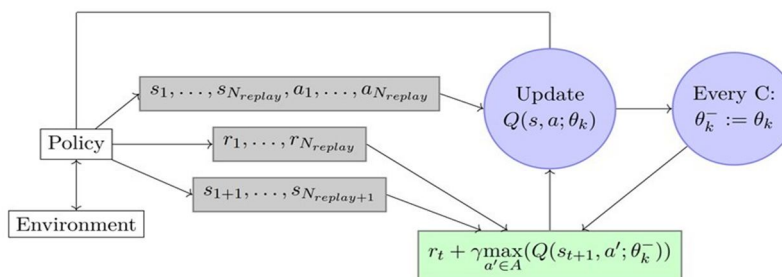 s_1, . . . , s_{N_{replay}}, a_1, . . . , a_{N_{replay}}
Update
Q(s, a; θ_k)
Every C:
θ_k^- := θ_k
Policy
r_1, . . . , r_{N_{replay}}
s_{1+1}, . . . , s_{N_{replay+1}}
Environment
r_t + γ max_{a'∈A}(Q(s_{t+1}, a'; θ_k^-))